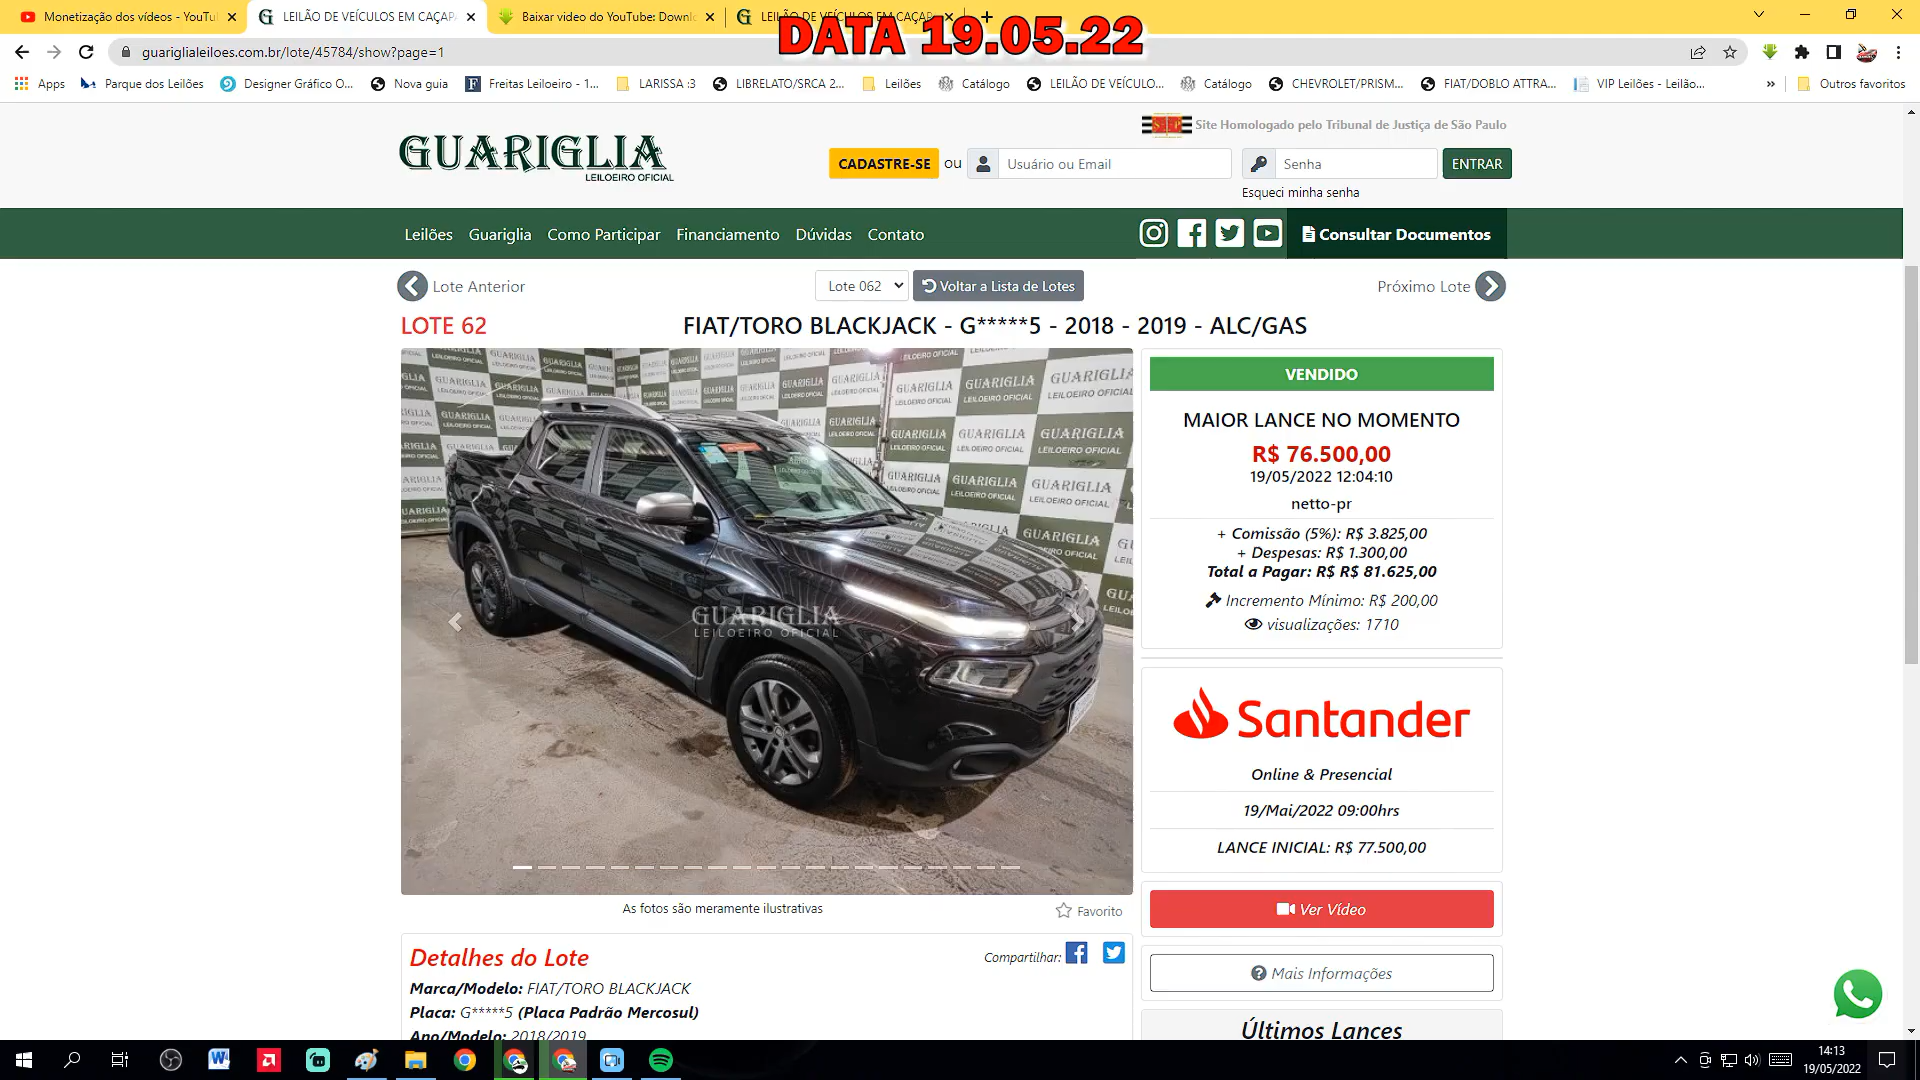 Monetização dos vídeos - YouTu
LEILÃO DE VEÍCULOS EM CAÇAPA
Baixar video do YouTube: Downl
LEILÃO DE VEÍCULOS EM CAÇAPA
DATA 19.05.22
guariglialeiloes.com.br/lote/45784/show?page=1
Apps
Parque dos Leilões
Designer Gráfico O...
Nova guia
Freitas Leiloeiro - 1...
LARISSA :3
LIBRELATO/SRCA 2...
Leilões
Catálogo
LEILÃO DE VEÍCULO...
Catálogo
CHEVROLET/PRISM...
FIAT/DOBLO ATTRA...
VIP Leilões - Leilão...
»
Outros favoritos
GUARIGLIA
LEILOEIRO OFICIAL
Site Homologado pelo Tribunal de Justiça de São Paulo
CADASTRE-SE ou Usuário ou Email Senha ENTRAR
Esqueci minha senha
Leilões Guariglia Como Participar Financiamento Dúvidas Contato Consultar Documentos
Lote Anterior Lote 062 Voltar a Lista de Lotes Próximo Lote
LOTE 62
FIAT/TORO BLACKJACK - G*****5 - 2018 - 2019 - ALC/GAS
GUARIGLIA
LEILOEIRO OFICIAL
As fotos são meramente ilustrativas
Favorito
VENDIDO
MAIOR LANCE NO MOMENTO
R$ 76.500,00
19/05/2022 12:04:10
netto-pr
+ Comissão (5%): R$ 3.825,00
+ Despesas: R$ 1.300,00
Total a Pagar: R$ R$ 81.625,00
Incremento Mínimo: R$ 200,00
visualizações: 1710
Santander
Online & Presencial
19/Mai/2022 09:00hrs
LANCE INICIAL: R$ 77.500,00
Ver Vídeo
Mais Informações
Últimos Lances
Detalhes do Lote
Compartilhar:
Marca/Modelo: FIAT/TORO BLACKJACK
Placa: G*****5 (Placa Padrão Mercosul)
Ano/Modelo: 2018/2019
14:13
19/05/2022